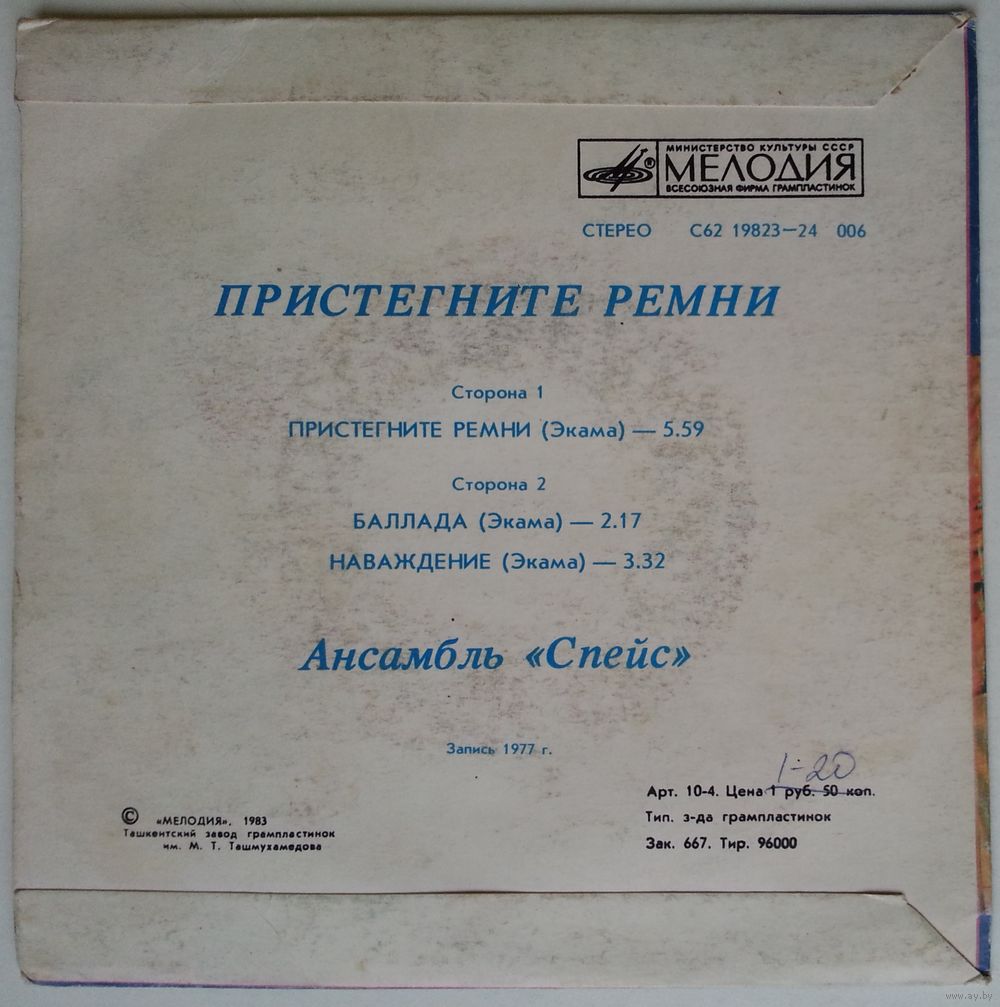 МИНИСТЕРСТВО КУЛЬТУРЫ СССР
® МЕЛОДИЯ
ВСЕСОЮЗНАЯ ФИРМА ГРАМПЛАСТИНОК
СТЕРЕО С62 19823—24 006
ПРИСТЕГНИТЕ РЕМНИ
Сторона 1
ПРИСТЕГНИТЕ РЕМНИ (Экама) — 5.59
Сторона 2
БАЛЛАДА (Экама) — 2.17
НАВАЖДЕНИЕ (Экама) — 3.32
Ансамбль «Спейс»
Запись 1977 г.
1-20
Арт. 10-4. Цена 1 руб. 50 коп.
Тип. з-да грампластинок
Зак. 667. Тир. 96000
© «МЕЛОДИЯ», 1983
Ташкентский завод грампластинок
им. М. Т. Ташмухамедова
www.ay.by